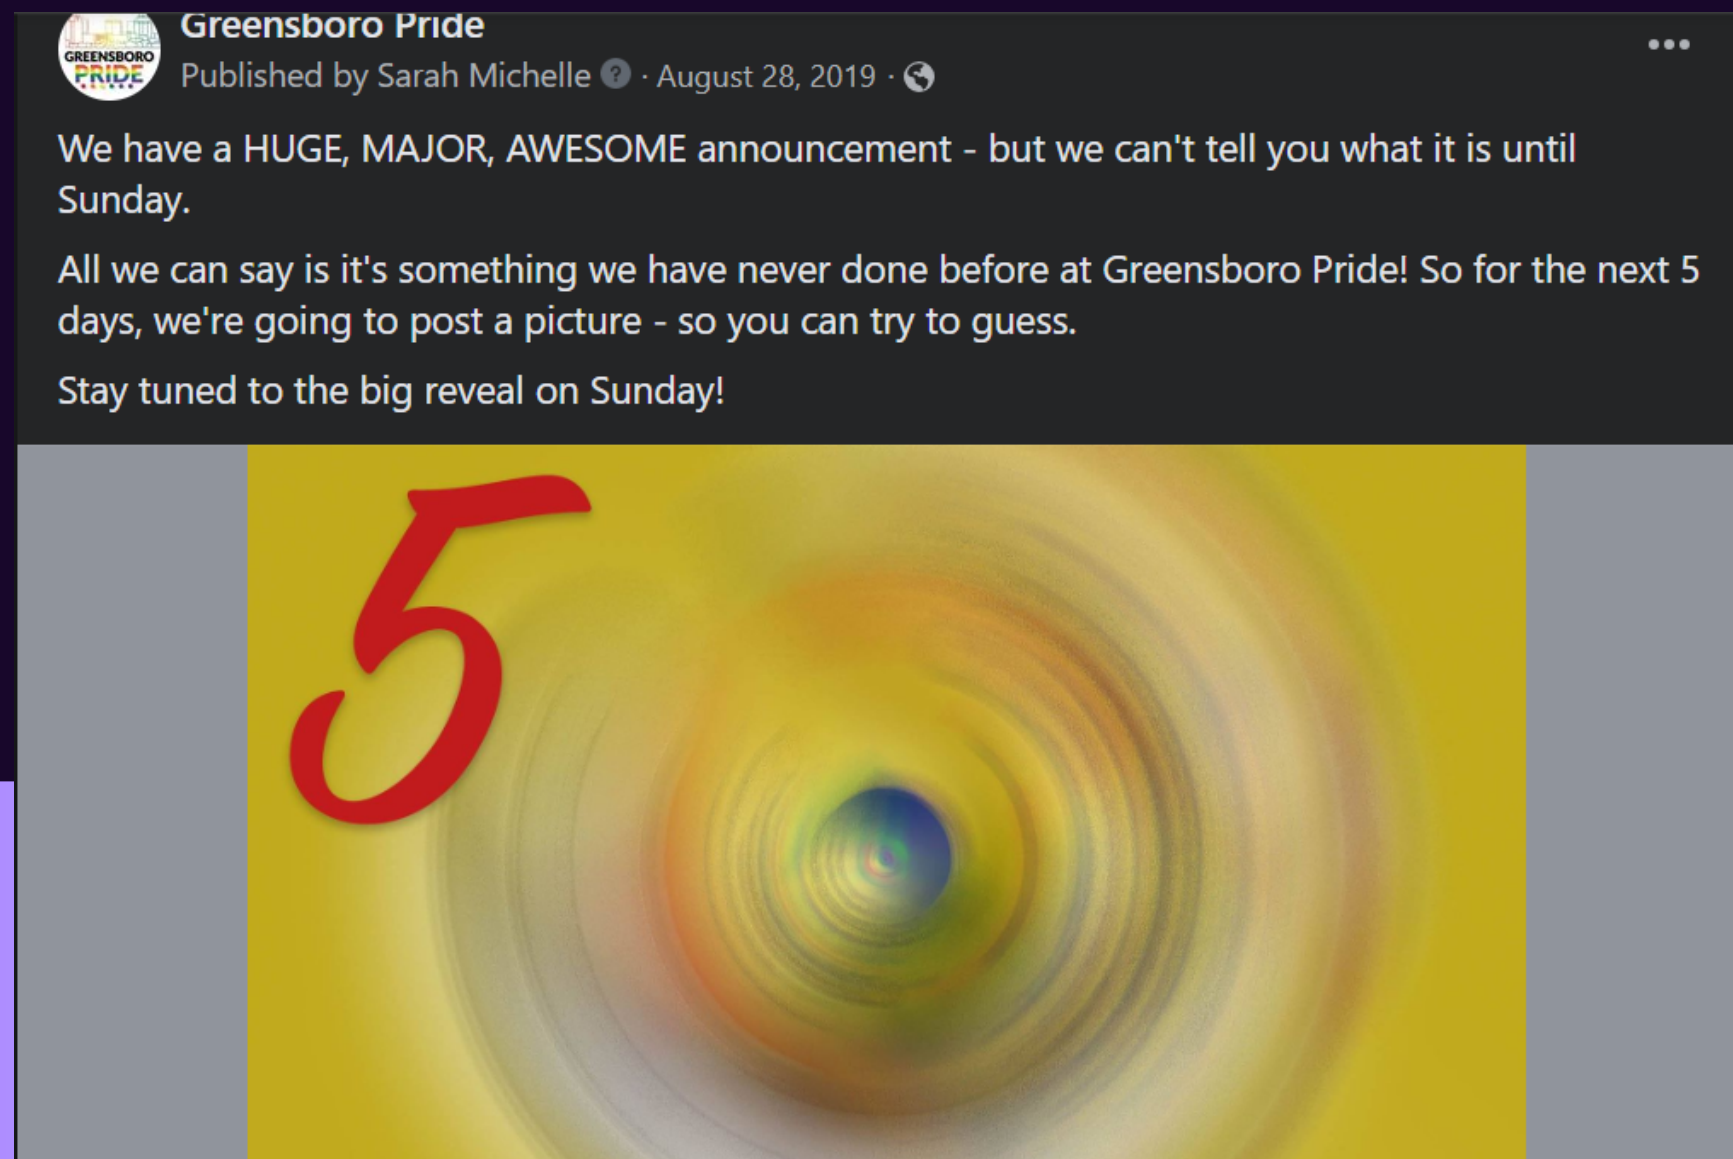 GREENSBORO
PRIDE
Greensboro Pride
Published by Sarah Michelle ? · August 28, 2019 ·
We have a HUGE, MAJOR, AWESOME announcement - but we can't tell you what it is until
Sunday.
All we can say is it's something we have never done before at Greensboro Pride! So for the next 5
days, we're going to post a picture - so you can try to guess.
Stay tuned to the big reveal on Sunday!
5